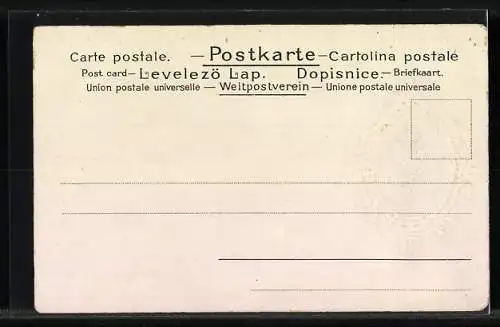 Carte postale. — Postkarte — Cartolina postale
Post card — Levelezö Lap. Dopisnice. — Briefkaart.
Union postale universelle — Weltpostverein — Unione postale universale